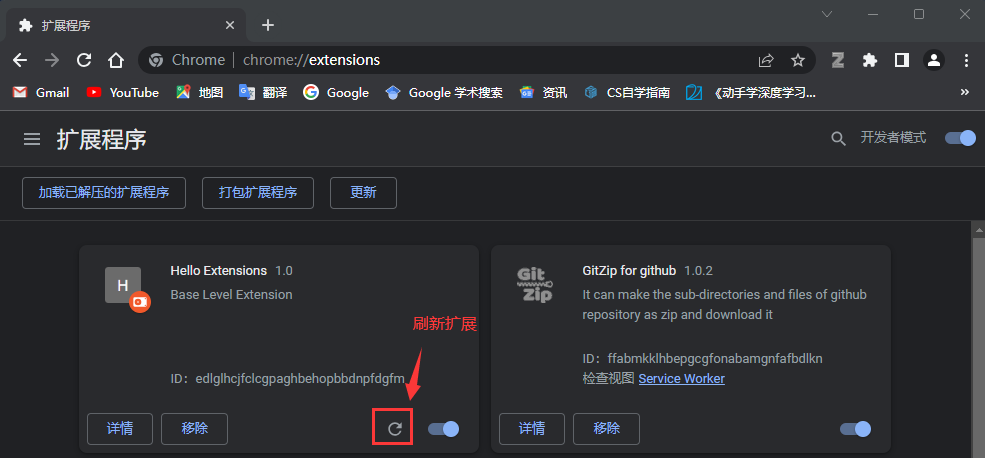 扩展程序
Chrome | chrome://extensions
Gmail YouTube 地图 翻译 Google Google 学术搜索 资讯 CS自学指南 《动手学深度学习... »
扩展程序 开发者模式
加载已解压的扩展程序 打包扩展程序 更新
Hello Extensions 1.0
Base Level Extension
H
刷新扩展
ID：edlglhcjfclcgpaghbehopbbdnpfdgfm
详情 移除
GitZip for github 1.0.2
It can make the sub-directories and files of github
repository as zip and download it
Git
Zip
ID：ffabmkklhbepgcgfonabamgnfafbdlkn
检查视图 Service Worker
详情 移除